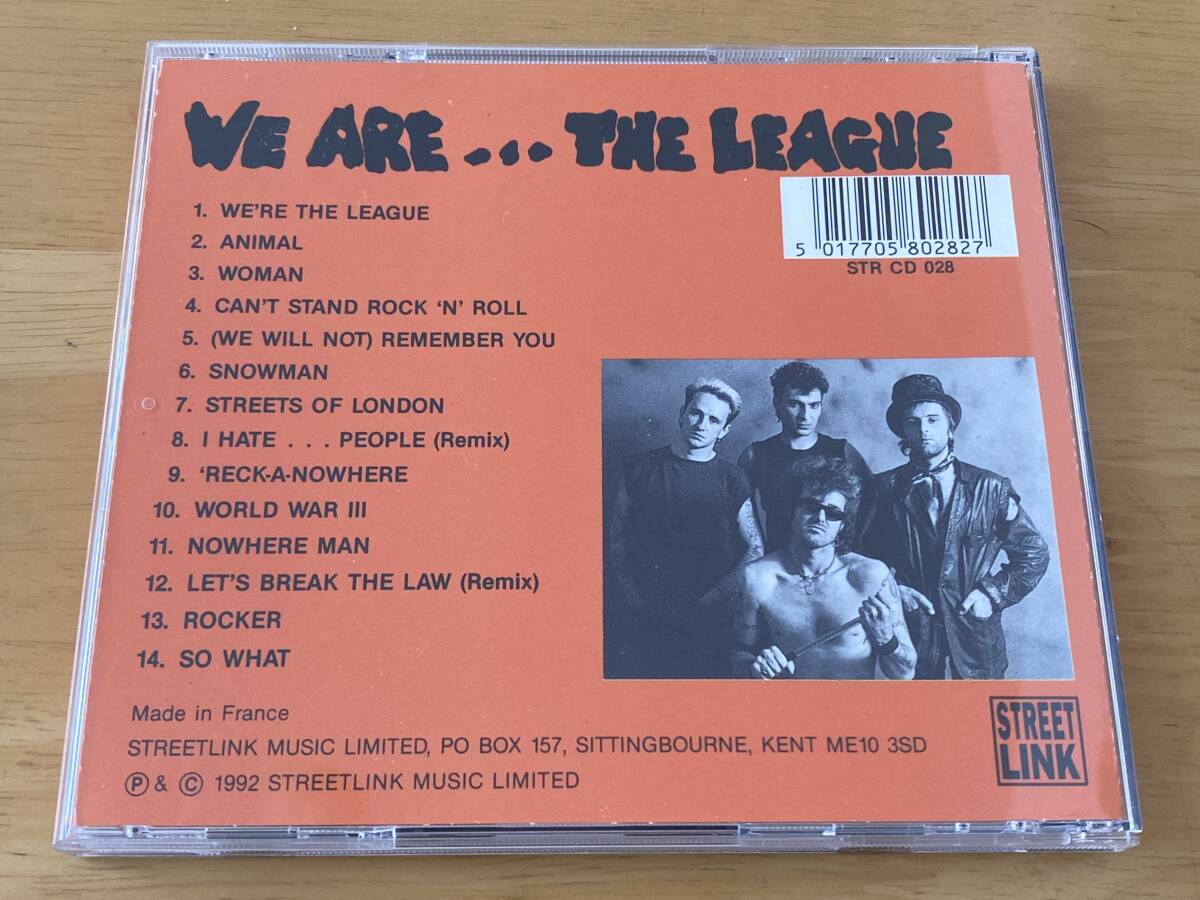 WE ARE... THE LEAGUE
1. WE'RE THE LEAGUE
2. ANIMAL
3. WOMAN
4. CAN'T STAND ROCK 'N' ROLL
5. (WE WILL NOT) REMEMBER YOU
6. SNOWMAN
7. STREETS OF LONDON
8. I HATE . . . PEOPLE (Remix)
9. 'RECK-A-NOWHERE
10. WORLD WAR III
11. NOWHERE MAN
12. LET'S BREAK THE LAW (Remix)
13. ROCKER
14. SO WHAT
5 017705 802827
STR CD 028
Made in France
STREETLINK MUSIC LIMITED, PO BOX 157, SITTINGBOURNE, KENT ME10 3SD
Ⓟ & © 1992 STREETLINK MUSIC LIMITED
STREET
LINK